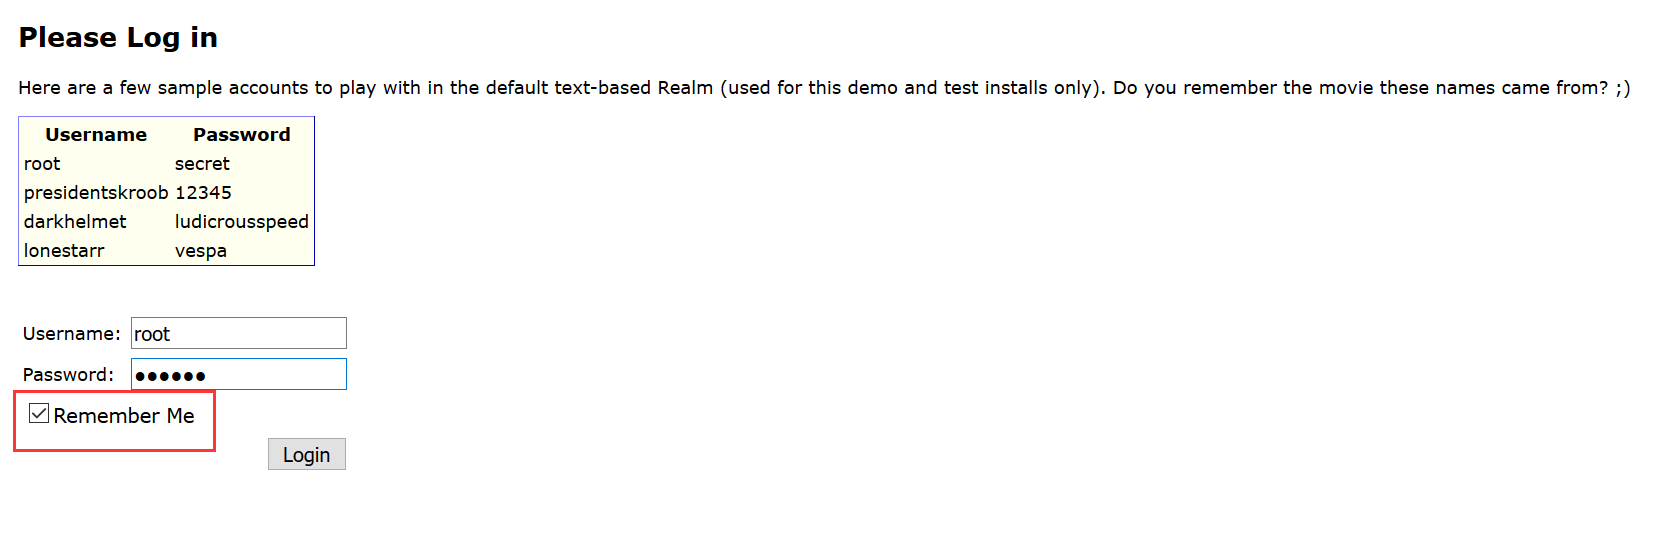 Please Log in
Here are a few sample accounts to play with in the default text-based Realm (used for this demo and test installs only). Do you remember the movie these names came from? ;)
Username Password
root secret
presidentskroob 12345
darkhelmet ludicrousspeed
lonestarr vespa
Username: root
Password: ●●●●●●
Remember Me
Login